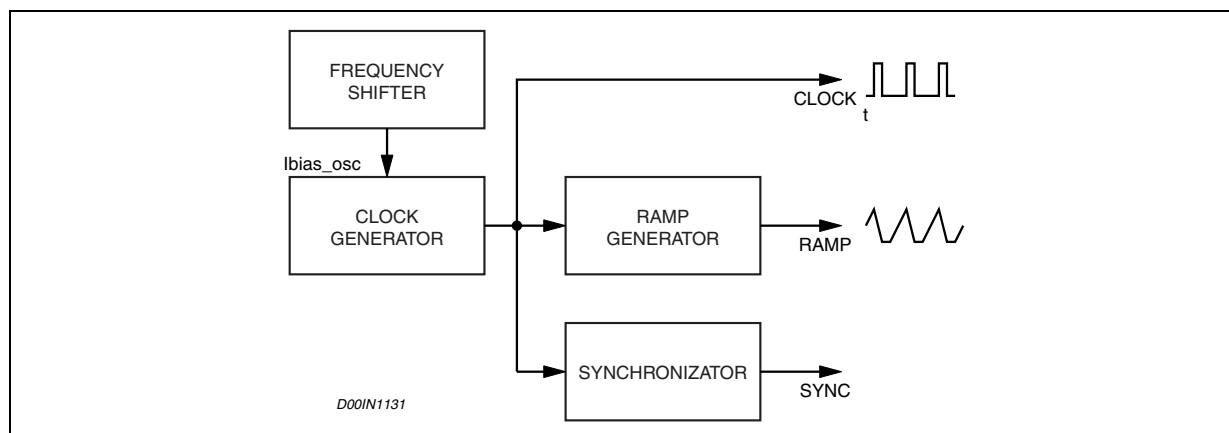 FREQUENCY
SHIFTER
CLOCK
t
Ibias_osc
CLOCK
GENERATOR
RAMP
GENERATOR
RAMP
SYNCHRONIZATOR
SYNC
D00IN1131